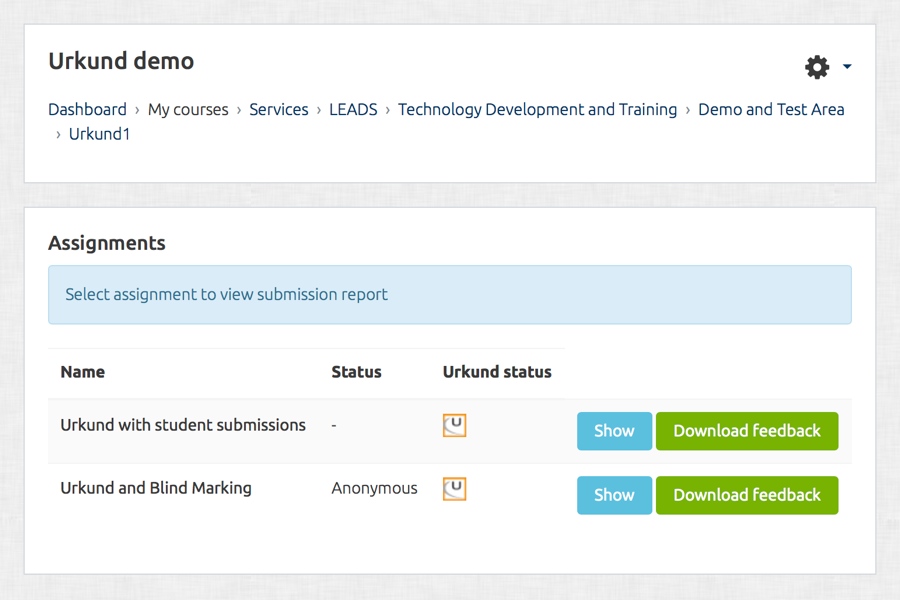 Urkund demo
Dashboard › My courses › Services › LEADS › Technology Development and Training › Demo and Test Area
› Urkund1
Assignments
Select assignment to view submission report
Name Status Urkund status
Urkund with student submissions - U Show Download feedback
Urkund and Blind Marking Anonymous U Show Download feedback